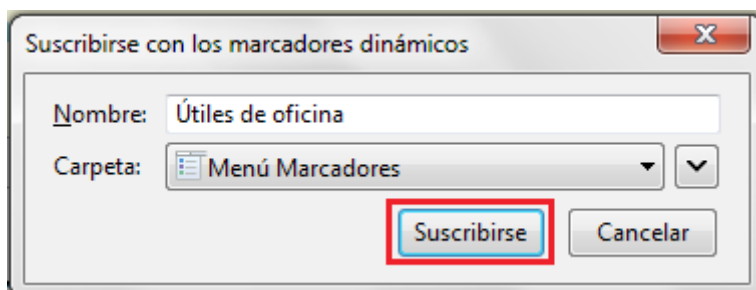 Suscribirse con los marcadores dinámicos
Nombre: Útiles de oficina
Carpeta: Menú Marcadores
Suscribirse Cancelar